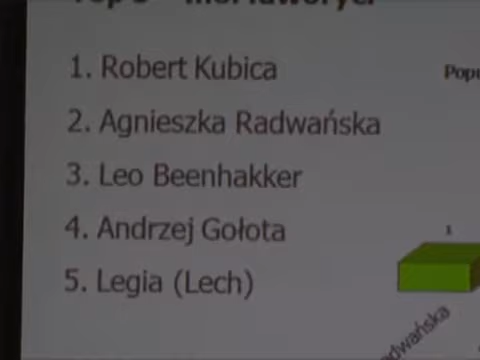 1. Robert Kubica
2. Agnieszka Radwańska
3. Leo Beenhakker
4. Andrzej Gołota
5. Legia (Lech)
1